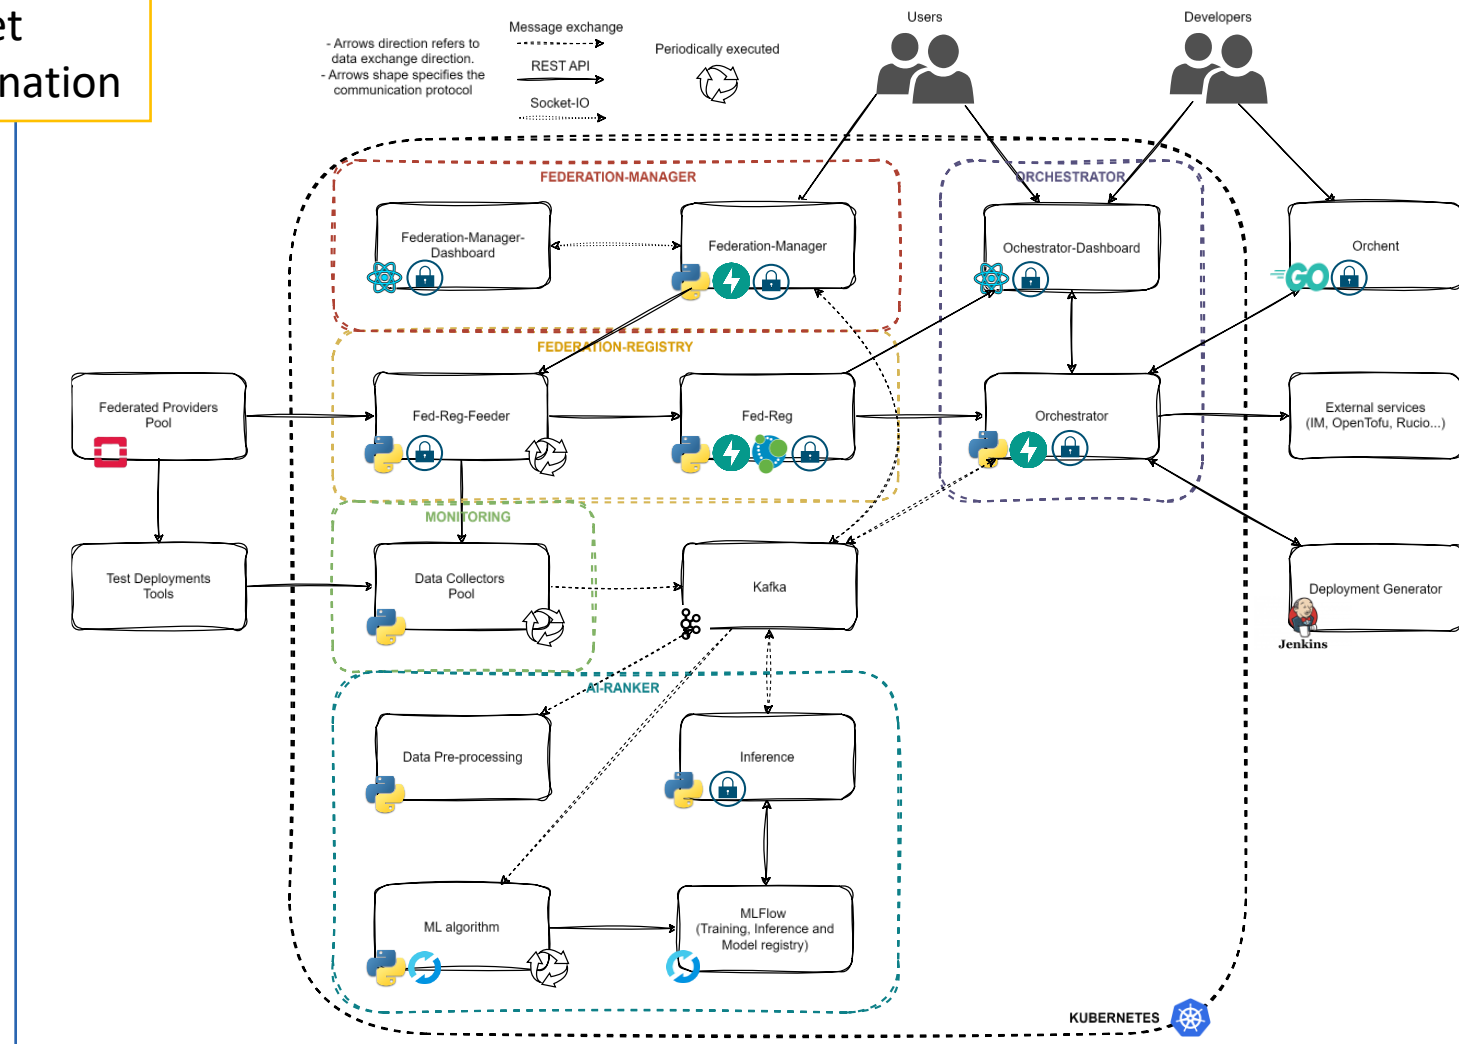 et
nation
- Arrows direction refers to
data exchange direction.
- Arrows shape specifies the
communication protocol
Message exchange
REST API
Socket-IO
Periodically executed
Users
Developers
FEDERATION-MANAGER
ORCHESTRATOR
Federation-Manager-
Dashboard
Federation-Manager
Ochestrator-Dashboard
Orchent
GO
FEDERATION-REGISTRY
Federated Providers
Pool
Fed-Reg-Feeder
Fed-Reg
Orchestrator
External services
(IM, OpenTofu, Rucio...)
MONITORING
Test Deployments
Tools
Data Collectors
Pool
Kafka
Deployment Generator
Jenkins
AI-RANKER
Data Pre-processing
Inference
ML algorithm
MLFlow
(Training, Inference and
Model registry)
KUBERNETES